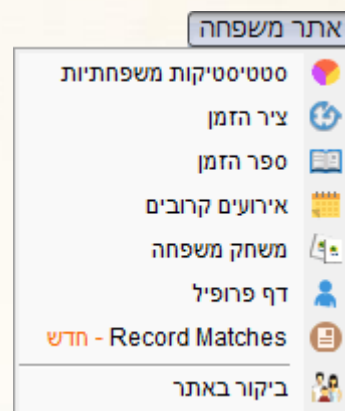 אתר משפחה
סטטיסטיקות משפחתיות
ציר הזמן
ספר הזמן
אירועים קרובים
משחק משפחה
דף פרופיל
Record Matches - חדש
ביקור באתר